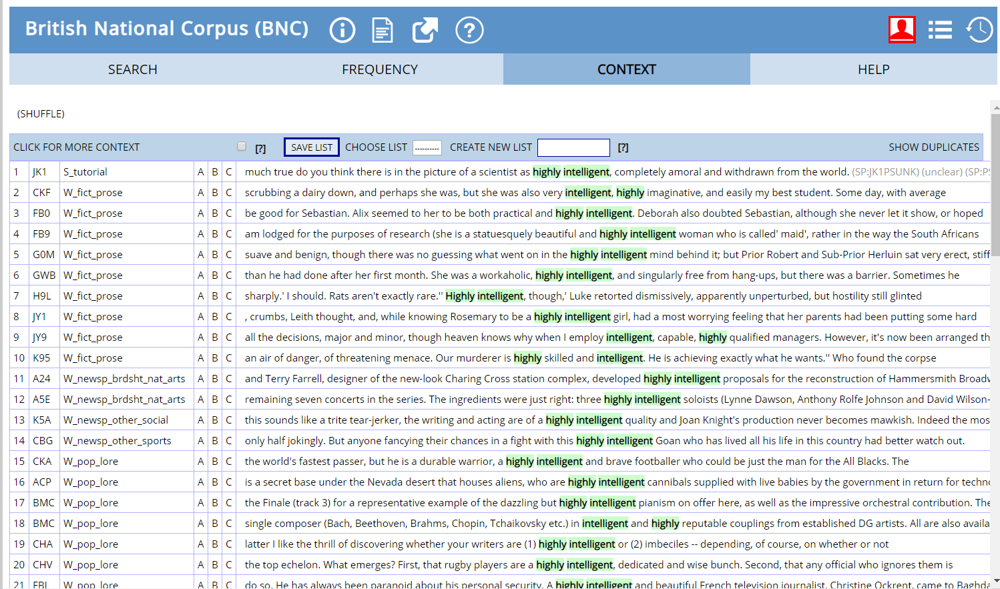 British National Corpus (BNC)
SEARCH FREQUENCY CONTEXT HELP
(SHUFFLE)
CLICK FOR MORE CONTEXT [?] SAVE LIST CHOOSE LIST ---------- CREATE NEW LIST [?] SHOW DUPLICATES
1 JK1 S_tutorial A B C much true do you think there is in the picture of a scientist as highly intelligent, completely amoral and withdrawn from the world. (SP:JK1PSUNK) (unclear) (SP:PS
2 CKF W_fict_prose A B C scrubbing a dairy down, and perhaps she was, but she was also very intelligent, highly imaginative, and easily my best student. Some day, with average
3 FB0 W_fict_prose A B C be good for Sebastian. Alix seemed to her to be both practical and highly intelligent. Deborah also doubted Sebastian, although she never let it show, or hoped
4 FB9 W_fict_prose A B C am lodged for the purposes of research (she is a statuesquely beautiful and highly intelligent woman who is called' maid', rather in the way the South Africans
5 G0M W_fict_prose A B C suave and benign, though there was no guessing what went on in the highly intelligent mind behind it; but Prior Robert and Sub-Prior Herluin sat very erect, stiff
6 GWB W_fict_prose A B C than he had done after her first month. She was a workaholic, highly intelligent, and singularly free from hang-ups, but there was a barrier. Sometimes he
7 H9L W_fict_prose A B C sharply.' I should. Rats aren't exactly rare.'' Highly intelligent, though,' Luke retorted dismissively, apparently unperturbed, but hostility still glinted
8 JY1 W_fict_prose A B C , crumbs, Leith thought, and, while knowing Rosemary to be a highly intelligent girl, had a most worrying feeling that her parents had been putting some hard
9 JY9 W_fict_prose A B C all the decisions, major and minor, though heaven knows why when I employ intelligent, capable, highly qualified managers. However, it's now been arranged th
10 K95 W_fict_prose A B C an air of danger, of threatening menace. Our murderer is highly skilled and intelligent. He is achieving exactly what he wants.'' Who found the corpse
11 A24 W_newsp_brdsht_nat_arts A B C and Terry Farrell, designer of the new-look Charing Cross station complex, developed highly intelligent proposals for the reconstruction of Hammersmith Broadw
12 A5E W_newsp_brdsht_nat_arts A B C remaining seven concerts in the series. The ingredients were just right: three highly intelligent soloists (Lynne Dawson, Anthony Rolfe Johnson and David Wilson-
13 K5A W_newsp_other_social A B C this sounds like a trite tear-jerker, the writing and acting are of a highly intelligent quality and Joan Knight's production never becomes mawkish. Indeed the mos
14 CBG W_newsp_other_sports A B C only half jokingly. But anyone fancying their chances in a fight with this highly intelligent Goan who has lived all his life in this country had better watch out.
15 CKA W_pop_lore A B C the world's fastest passer, but he is a durable warrior, a highly intelligent and brave footballer who could be just the man for the All Blacks. The
16 ACP W_pop_lore A B C is a secret base under the Nevada desert that houses aliens, who are highly intelligent cannibals supplied with live babies by the government in return for techn
17 BMC W_pop_lore A B C the Finale (track 3) for a representative example of the dazzling but highly intelligent pianism on offer here, as well as the impressive orchestral contribution. The
18 BMC W_pop_lore A B C single composer (Bach, Beethoven, Brahms, Chopin, Tchaikovsky etc.) in intelligent and highly reputable couplings from established DG artists. All are also availa
19 CHA W_pop_lore A B C latter I like the thrill of discovering whether your writers are (1) highly intelligent or (2) imbeciles -- depending, of course, on whether or not
20 CHV W_pop_lore A B C the top echelon. What emerges? First, that rugby players are a highly intelligent, dedicated and wise bunch. Second, that any official who ignores them is
21 FBL W_pop_lore A B C do so. He has always been paranoid about his personal security. A highly intelligent and beautiful French television journalist, Christine Ockrent, came to Baghda